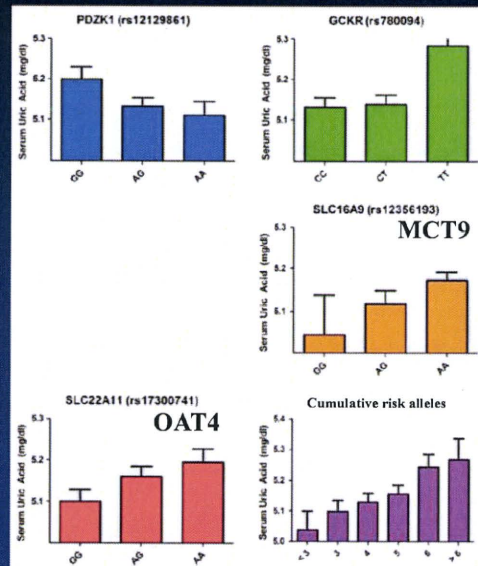 PDZK1 (rs12129861)
Serum Uric Acid (mg/dl)
5.3
5.2
5.1
GG
AG
AA
GCKR (rs780094)
Serum Uric Acid (mg/dl)
5.3
5.2
5.1
CC
CT
TT
SLC16A9 (rs12356193)
MCT9
Serum Uric Acid (mg/dl)
5.3
5.2
5.1
GG
AG
AA
SLC22A11 (rs17300741)
OAT4
Serum Uric Acid (mg/dl)
5.3
5.2
5.1
GG
AG
AA
Cumulative risk alleles
Serum Uric Acid (mg/dl)
5.4
5.3
5.2
5.1
5.0
< 3
3
4
5
6
> 6